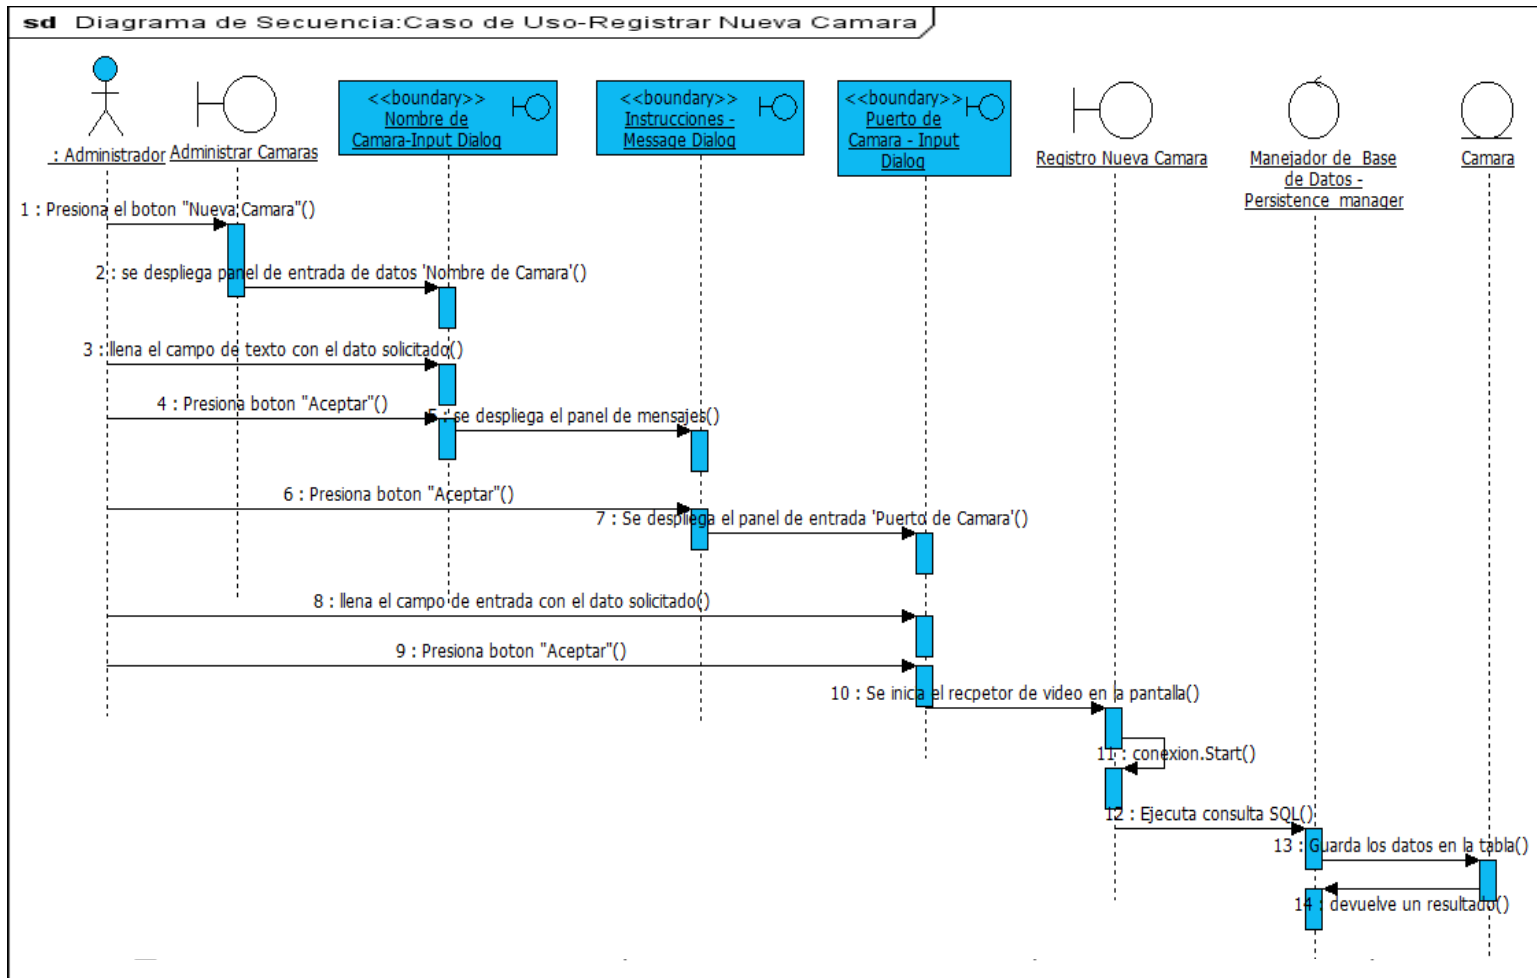 sd Diagrama de Secuencia:Caso de Uso-Registrar Nueva Camara
: Administrador
Administrar Camaras
<<boundary>>
Nombre de
Camara-Input Dialog
<<boundary>>
Instrucciones -
Message Dialog
<<boundary>>
Puerto de
Camara - Input
Dialog
Registro Nueva Camara
Manejador de Base
de Datos -
Persistence manager
Camara
1 : Presiona el boton "Nueva Camara"()
2 : se despliega panel de entrada de datos 'Nombre de Camara'()
3 : llena el campo de texto con el dato solicitado()
4 : Presiona boton "Aceptar"()
5 : se despliega el panel de mensajes()
6 : Presiona boton "Aceptar"()
7 : Se despliega el panel de entrada 'Puerto de Camara'()
8 : llena el campo de entrada con el dato solicitado()
9 : Presiona boton "Aceptar"()
10 : Se inicia el recpetor de video en la pantalla()
11 : conexion.Start()
12 : Ejecuta consulta SQL()
13 : Guarda los datos en la tabla()
14 : devuelve un resultado()